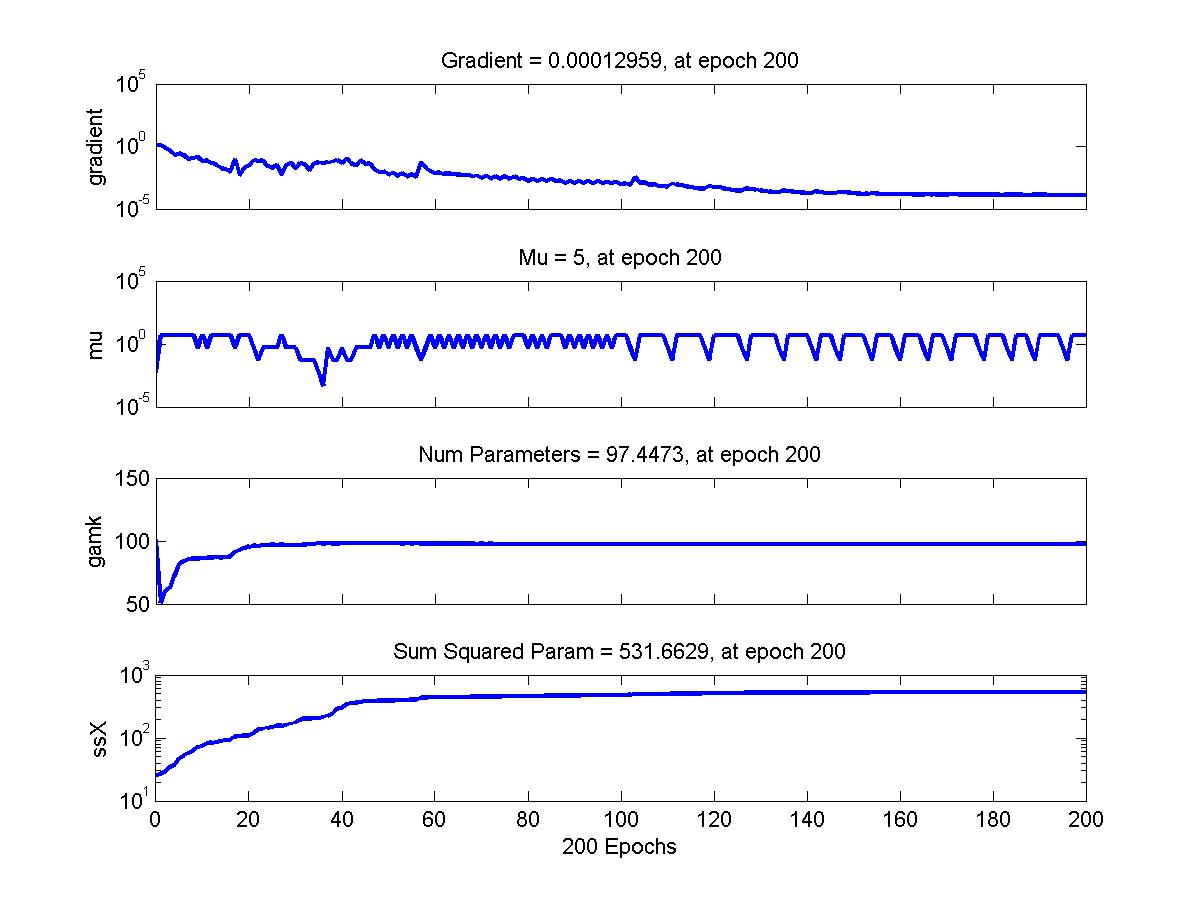 Gradient = 0.00012959, at epoch 200
10^5
10^0
10^-5
gradient
Mu = 5, at epoch 200
10^5
10^0
10^-5
mu
Num Parameters = 97.4473, at epoch 200
150
100
50
gamk
Sum Squared Param = 531.6629, at epoch 200
10^3
10^2
10^1
ssX
0 20 40 60 80 100 120 140 160 180 200
200 Epochs